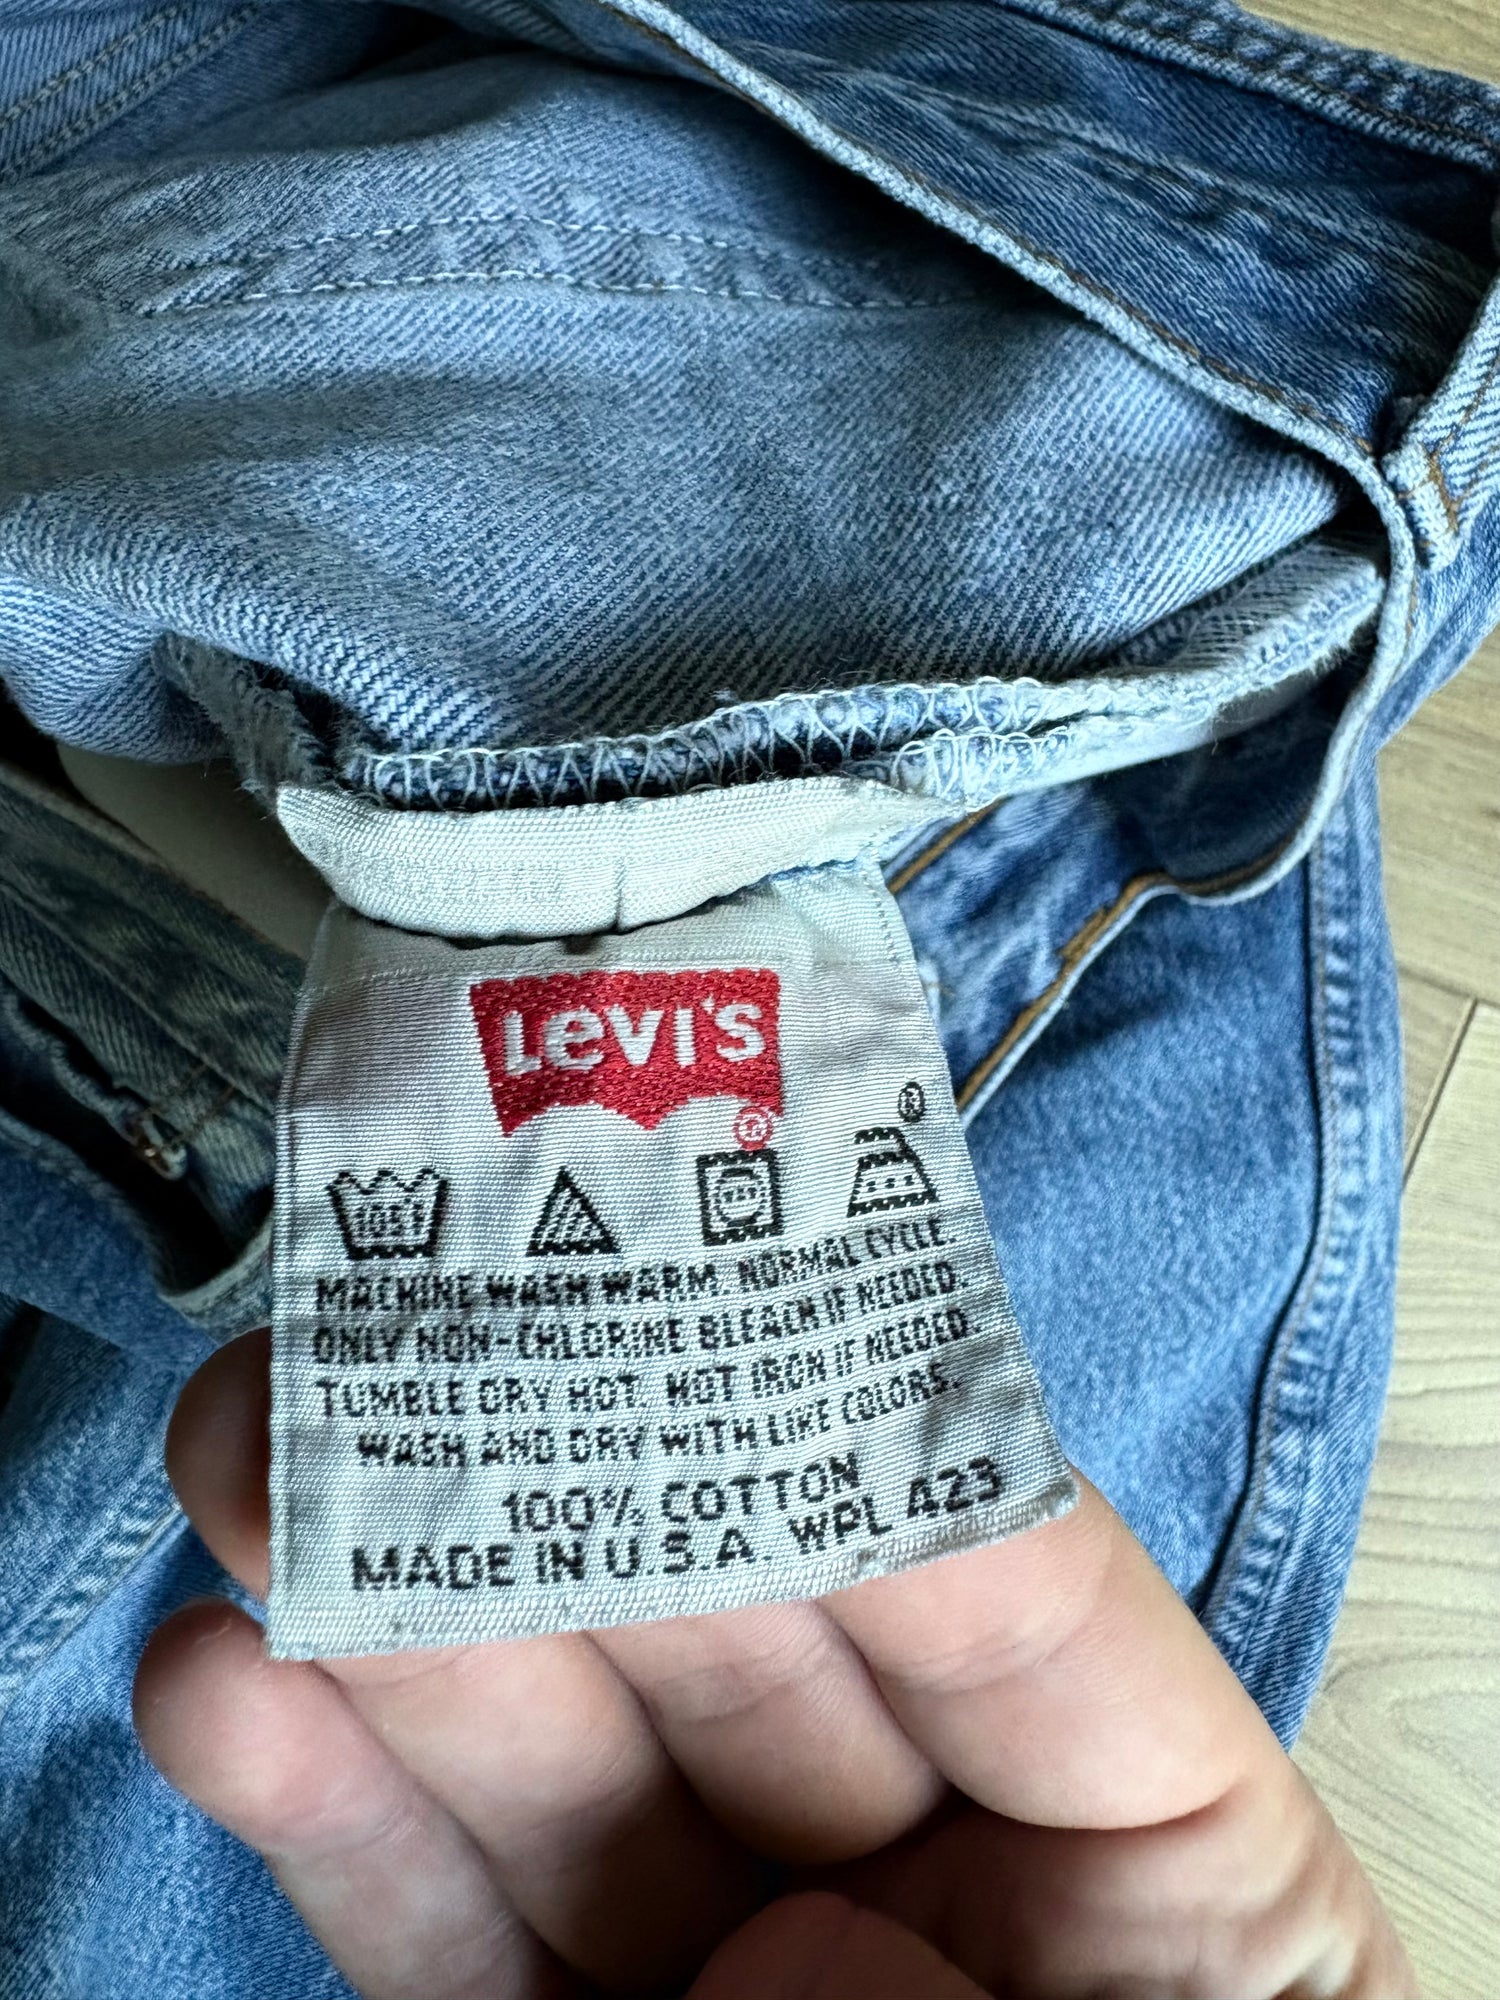 LEVI'S
®
®
105F
MACHINE WASH WARM. NORMAL CYCLE.
ONLY NON-CHLORINE BLEACH IF NEEDED.
TUMBLE DRY HOT. HOT IRON IF NEEDED.
WASH AND DRY WITH LIKE COLORS.
100% COTTON
MADE IN U.S.A. WPL 423